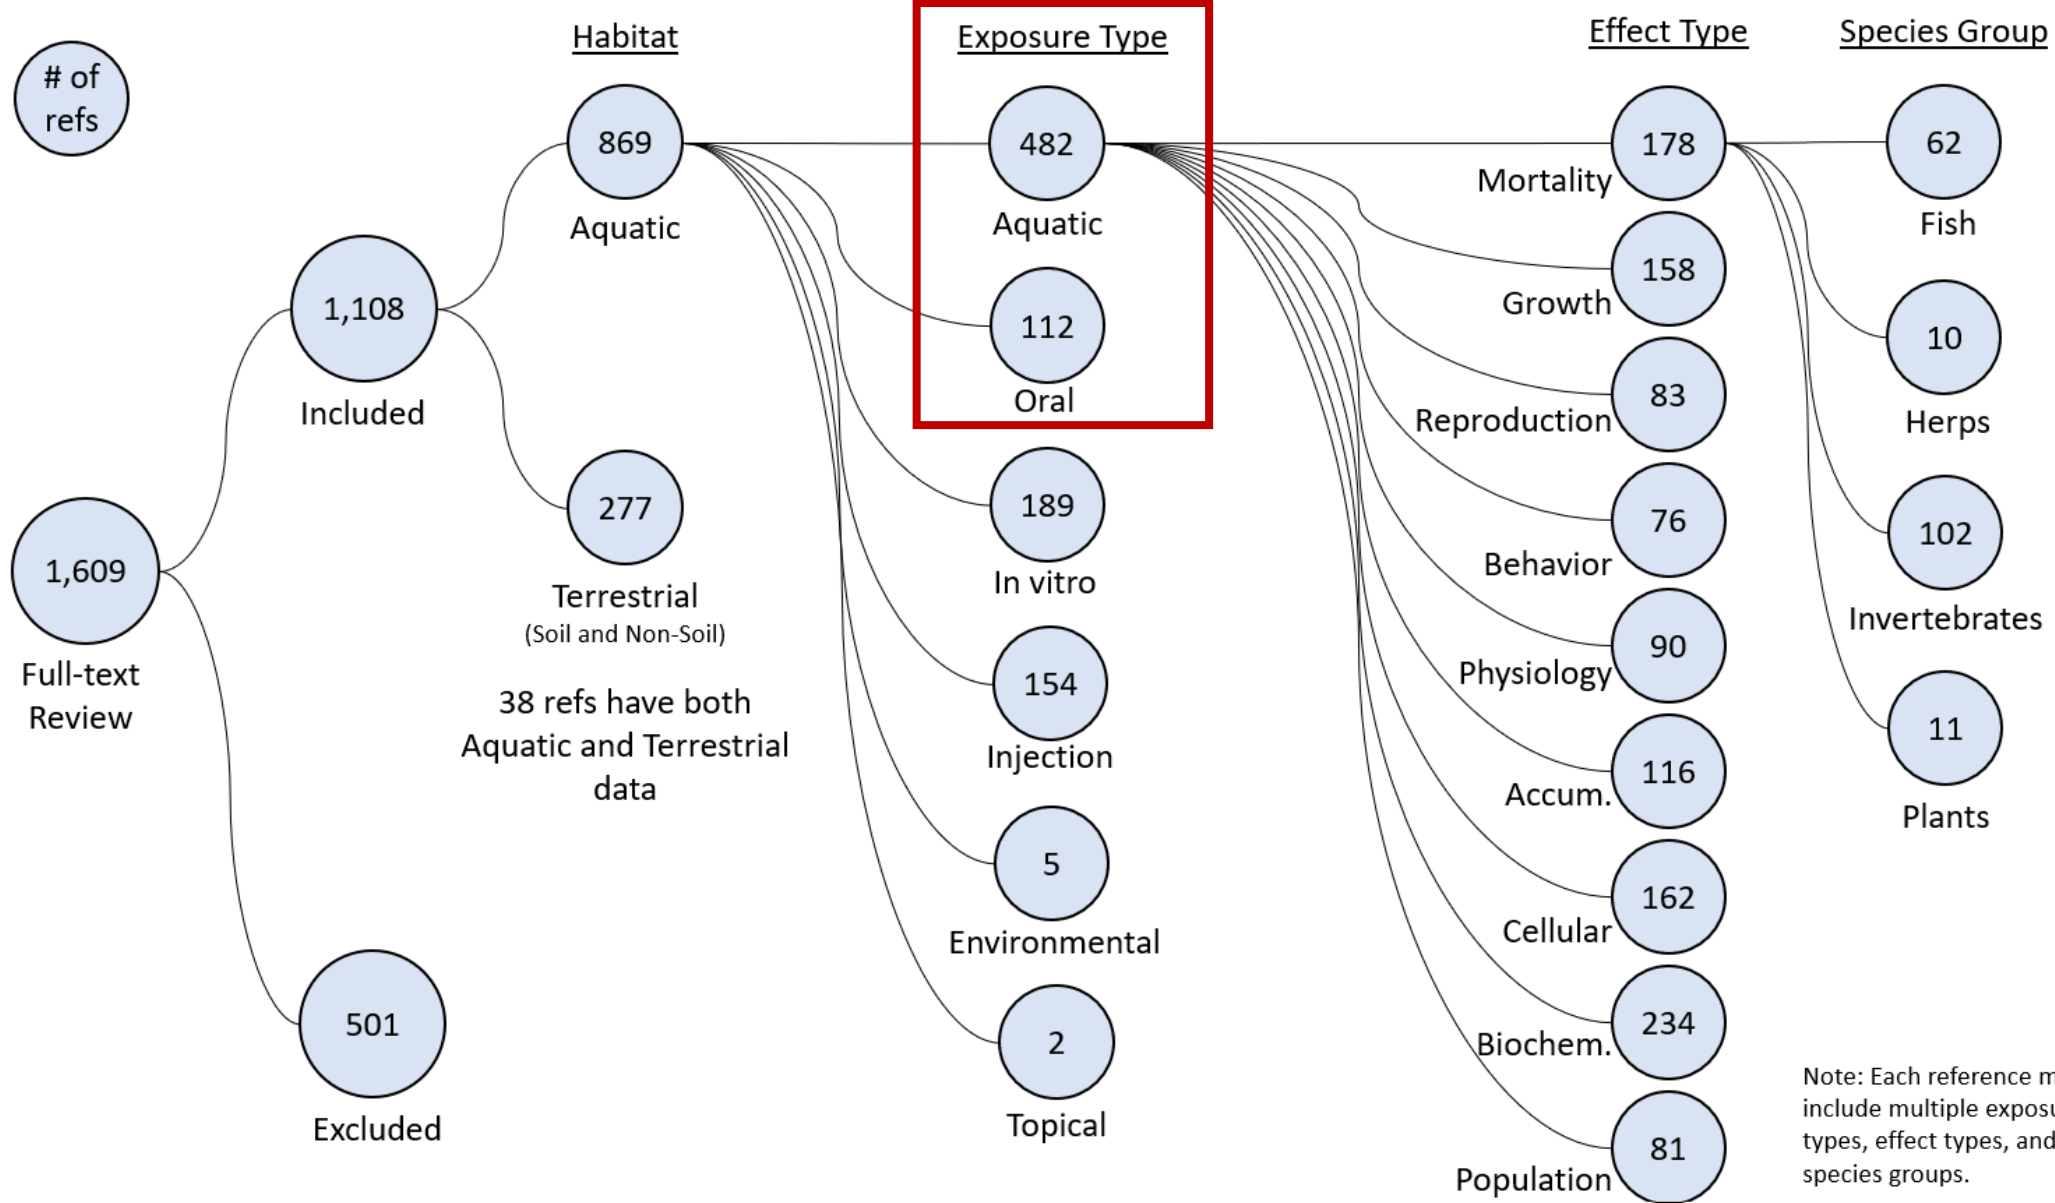 # of
refs
Habitat
Exposure Type
Effect Type
Species Group
1,609
Full-text
Review
1,108
Included
501
Excluded
869
Aquatic
277
Terrestrial
(Soil and Non-Soil)
38 refs have both
Aquatic and Terrestrial
data
482
Aquatic
112
Oral
189
In vitro
154
Injection
5
Environmental
2
Topical
178
Mortality
158
Growth
83
Reproduction
76
Behavior
90
Physiology
116
Accum.
162
Cellular
234
Biochem.
81
Population
62
Fish
10
Herps
102
Invertebrates
11
Plants
Note: Each reference m
include multiple exposu
types, effect types, and
species groups.